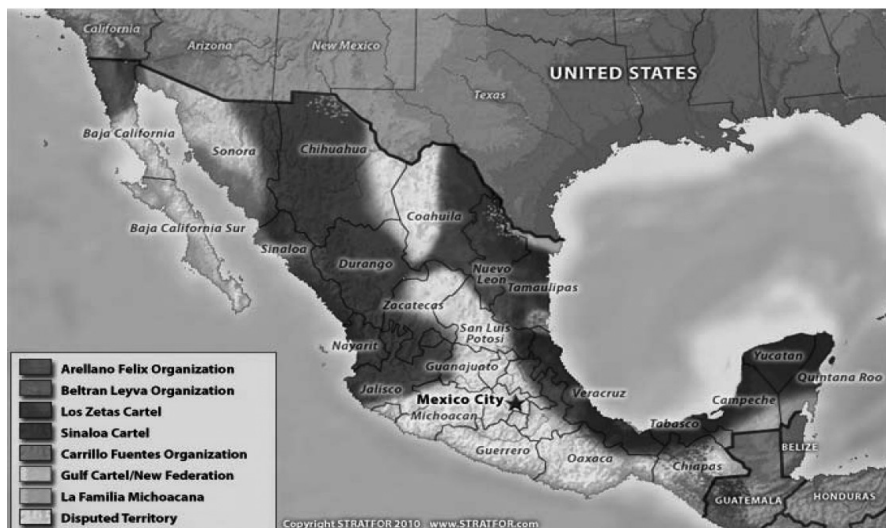 California
Arizona
New Mexico
UNITED STATES
Texas
Baja California
Sonora
Chihuahua
Coahuila
Baja California Sur
Sinaloa
Durango
Nuevo
Leon
Tamaulipas
Zacatecas
San Luis
Potosi
Nayarit
Guanajuato
Jalisco
Mexico City
Michoacan
Veracruz
Yucatan
Quintana Roo
Campeche
Tabasco
Guerrero
Oaxaca
Chiapas
BELIZE
GUATEMALA
HONDURAS
Arellano Felix Organization
Beltran Leyva Organization
Los Zetas Cartel
Sinaloa Cartel
Carrillo Fuentes Organization
Gulf Cartel/New Federation
La Familia Michoacana
Disputed Territory
Copyright STRATFOR 2010 www.STRATFOR.com